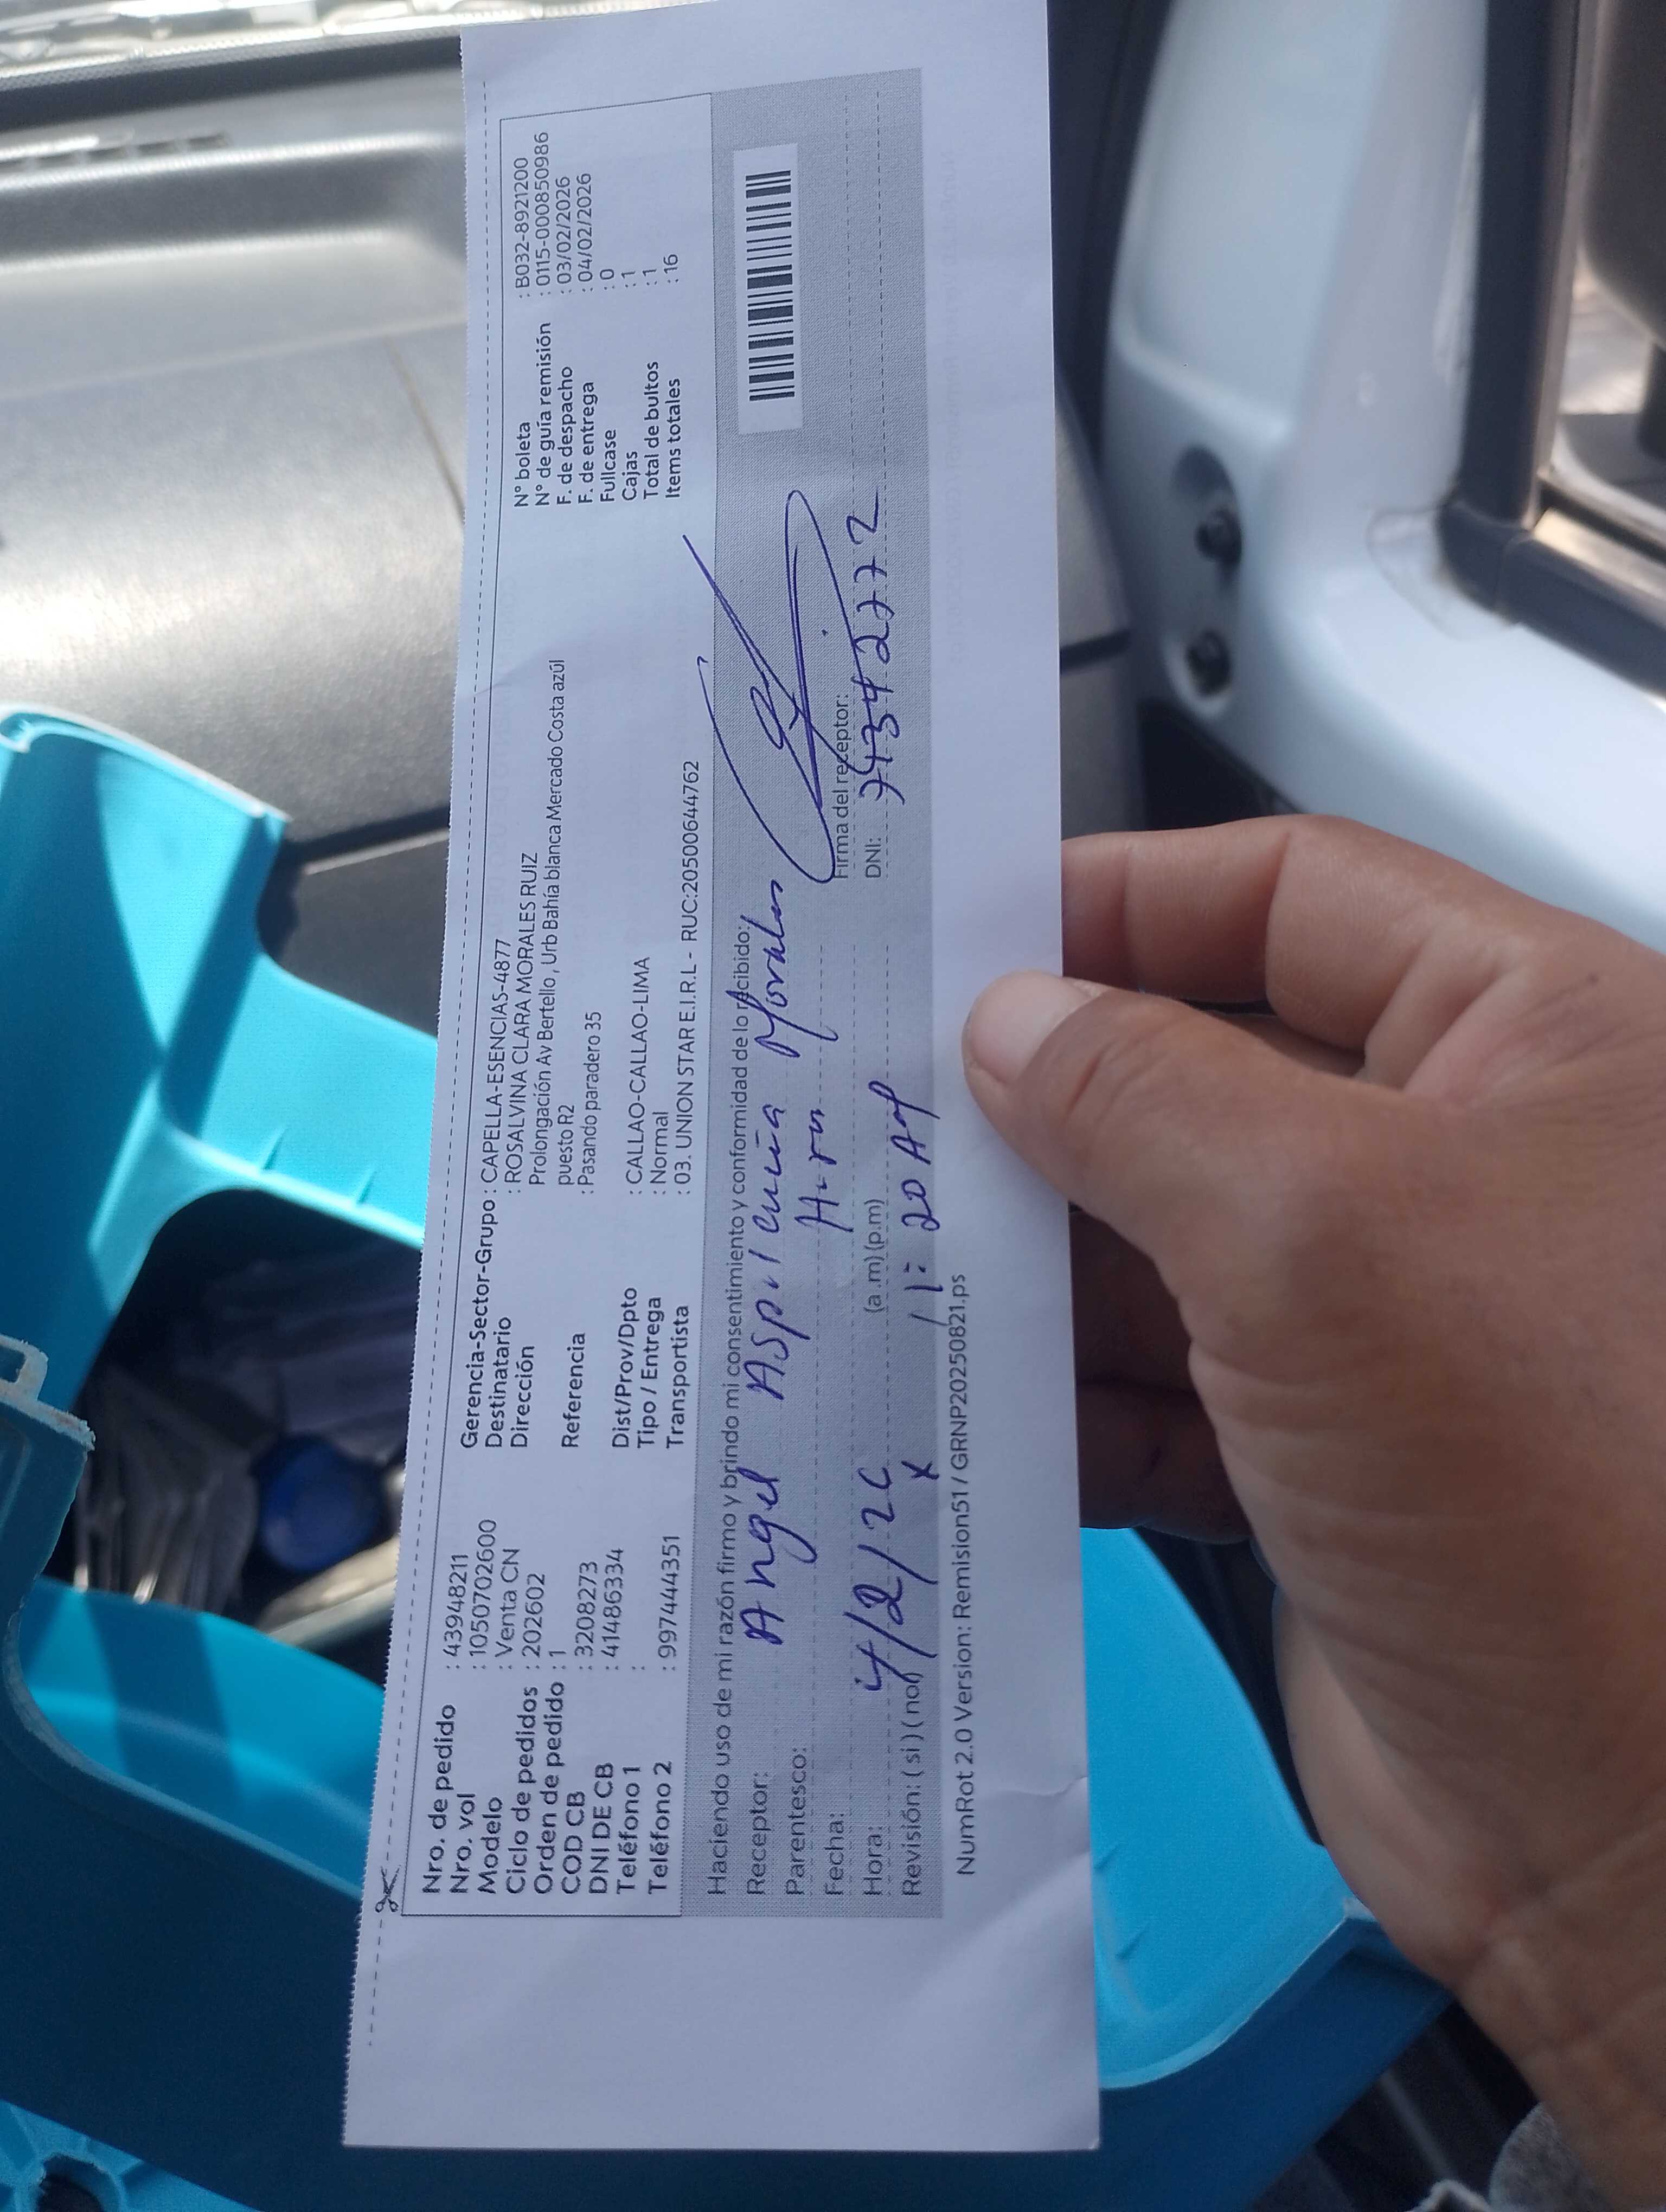 Nro. de pedido : 43948211
Nro. vol : 1050702600
Modelo : Venta CN
Ciclo de pedidos : 202602
Orden de pedido : 1
COD CB : 3208273
DNI DE CB : 41486334
Teléfono 1 :
Teléfono 2 : 997444351
Gerencia-Sector-Grupo : CAPELLA-ESENCIAS-4877
Destinatario : ROSALVINA CLARA MORALES RUIZ
Dirección Prolongación Av Bertello , Urb Bahía blanca Mercado Costa azúl
puesto R2
Referencia : Pasando paradero 35
Dist/Prov/Dpto : CALLAO-CALLAO-LIMA
Tipo / Entrega : Normal
Transportista : 03. UNION STAR E.I.R.L - RUC:20500644762
N° boleta : B032-8921200
N° de guía remisión : 0115-0000850986
F. de despacho : 03/02/2026
F. de entrega : 04/02/2026
Fullcase : 0
Cajas : 1
Total de bultos : 1
Items totales : 16
Haciendo uso de mi razón firmo y brindo mi consentimiento y conformidad de lo recibido:
Receptor: Angel Aspilcueta Morales
Parentesco:
Fecha: 4/2/26
Firma del receptor:
Hora: (a .m) (p.m) 11:20 AM
DNI: 74342772
Revisión: ( si ) ( no) x
NumRot 2.0 Version: Remision51 / GRNP20250821.ps